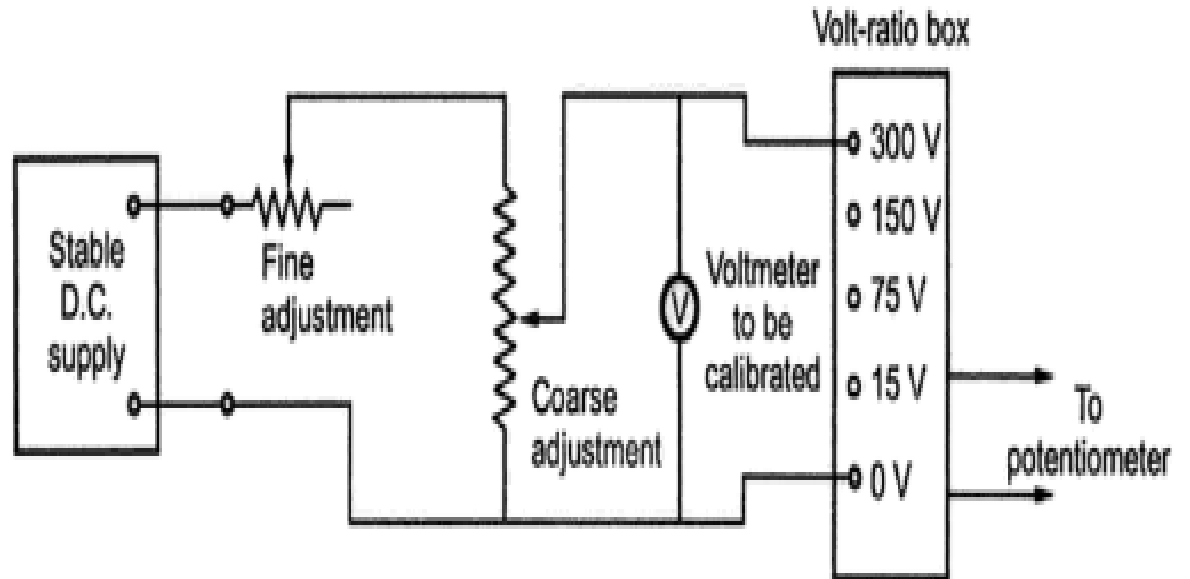 Volt-ratio box
300 V
150 V
75 V
15 V
0 V
Stable
D.C.
supply
Fine
adjustment
Coarse
adjustment
V
Voltmeter
to be
calibrated
To
potentiometer